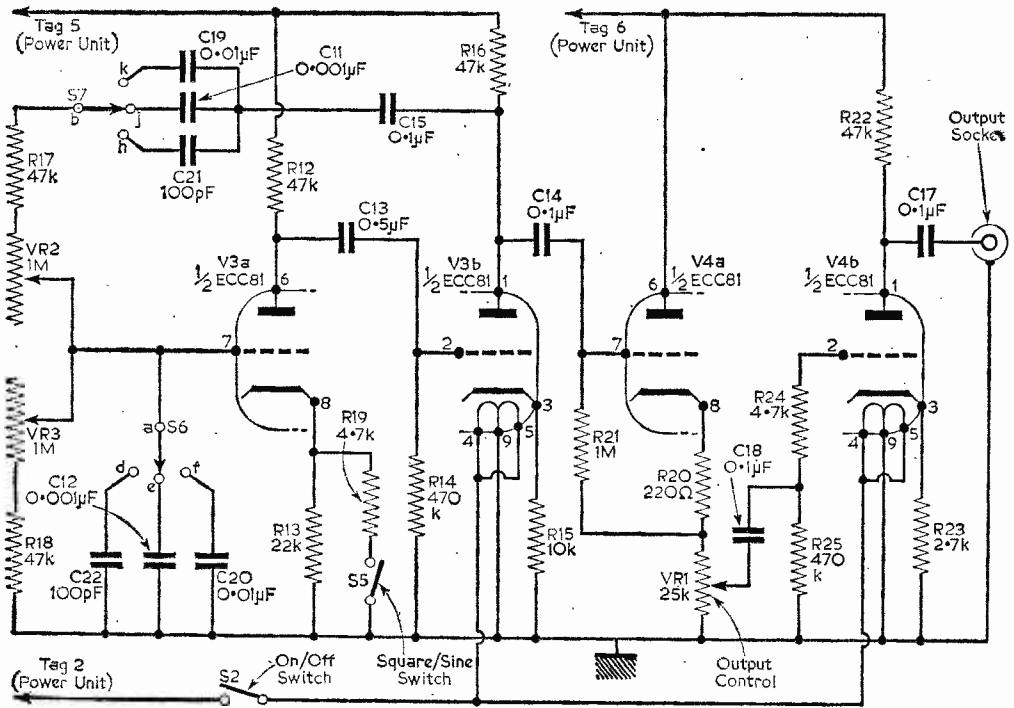 Tag 5
(Power Unit)
C19
0·01µF
C11
0·001µF
R16
47k
Tag 6
(Power Unit)
k
S7
b
j
h
C15
0·1µF
R22
47k
Output
Socket
R17
47k
C21
100pF
R12
47k
C13
0·5µF
C14
0·1µF
C17
0·1µF
VR2
1M
V3a
½ ECC81
6
V3b
½ ECC81
1
V4a
½ ECC81
6
V4b
½ ECC81
1
7
2
7
2
VR3
1M
a
S6
8
3
8
R24
4·7k
3
R19
4·7k
4
9
5
4
9
5
d
f
e
C12
0·001µF
R14
470
k
R21
1M
R20
220Ω
C18
0·1µF
R18
47k
C22
100pF
C20
0·01µF
R13
22k
S5
R15
10k
VR1
25k
R25
470
k
R23
2·7k
Tag 2
(Power Unit)
S2
On/Off
Switch
Square/Sine
Switch
Output
Control